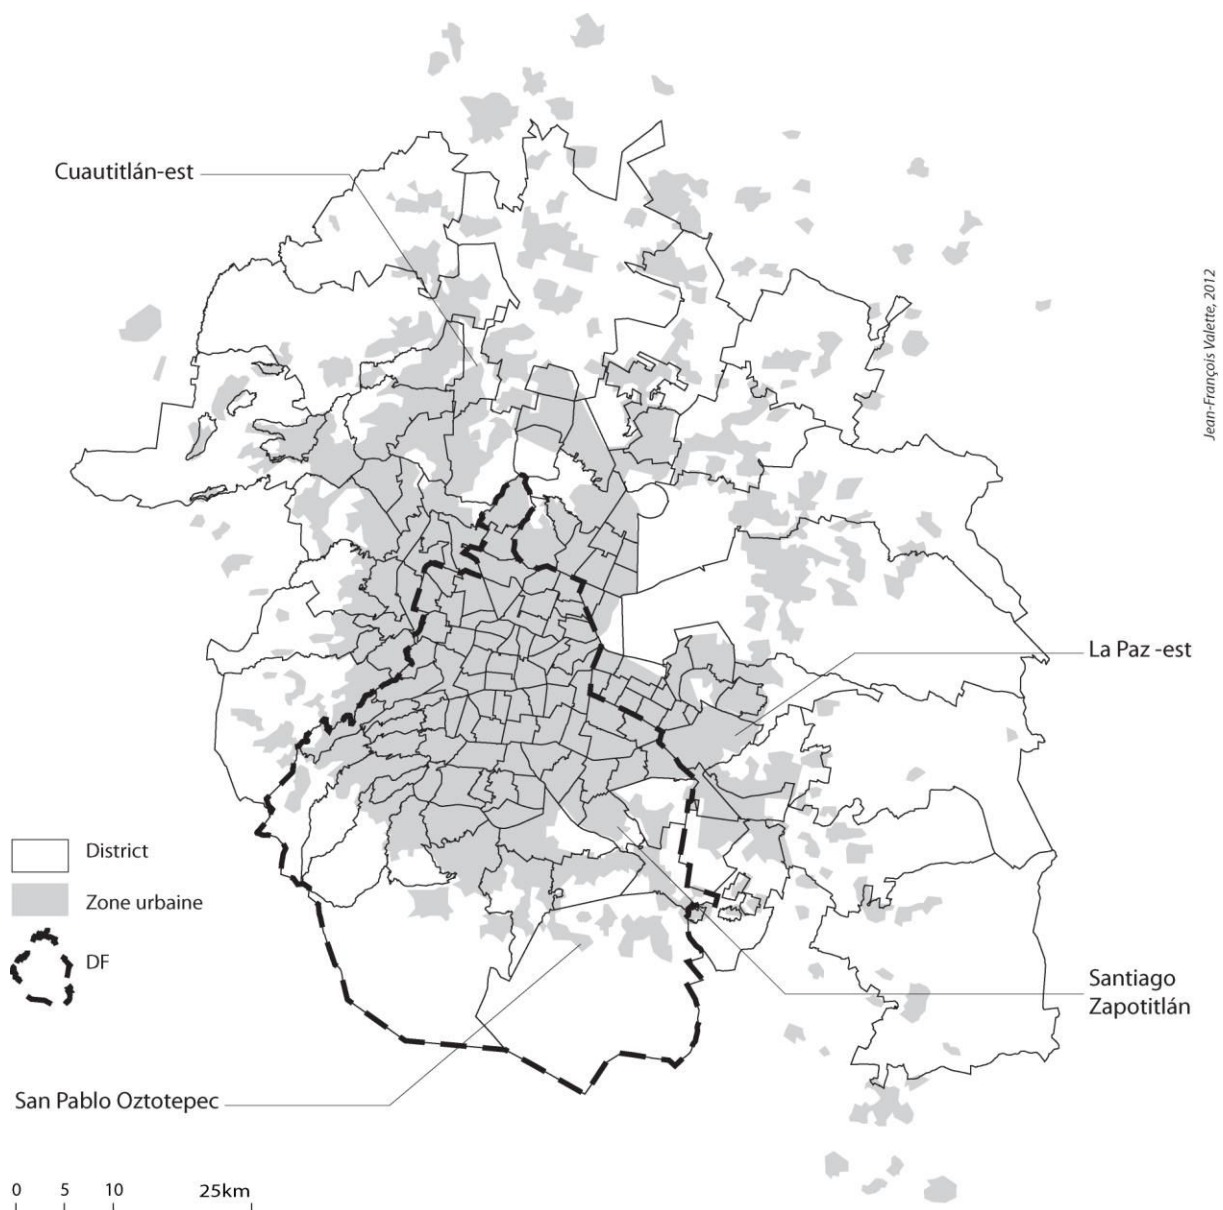 Cuautitlán-est
Jean-François Valette, 2012
La Paz -est
District
Zone urbaine
DF
Santiago
Zapotitlán
San Pablo Oztotepec
0 5 10 25km